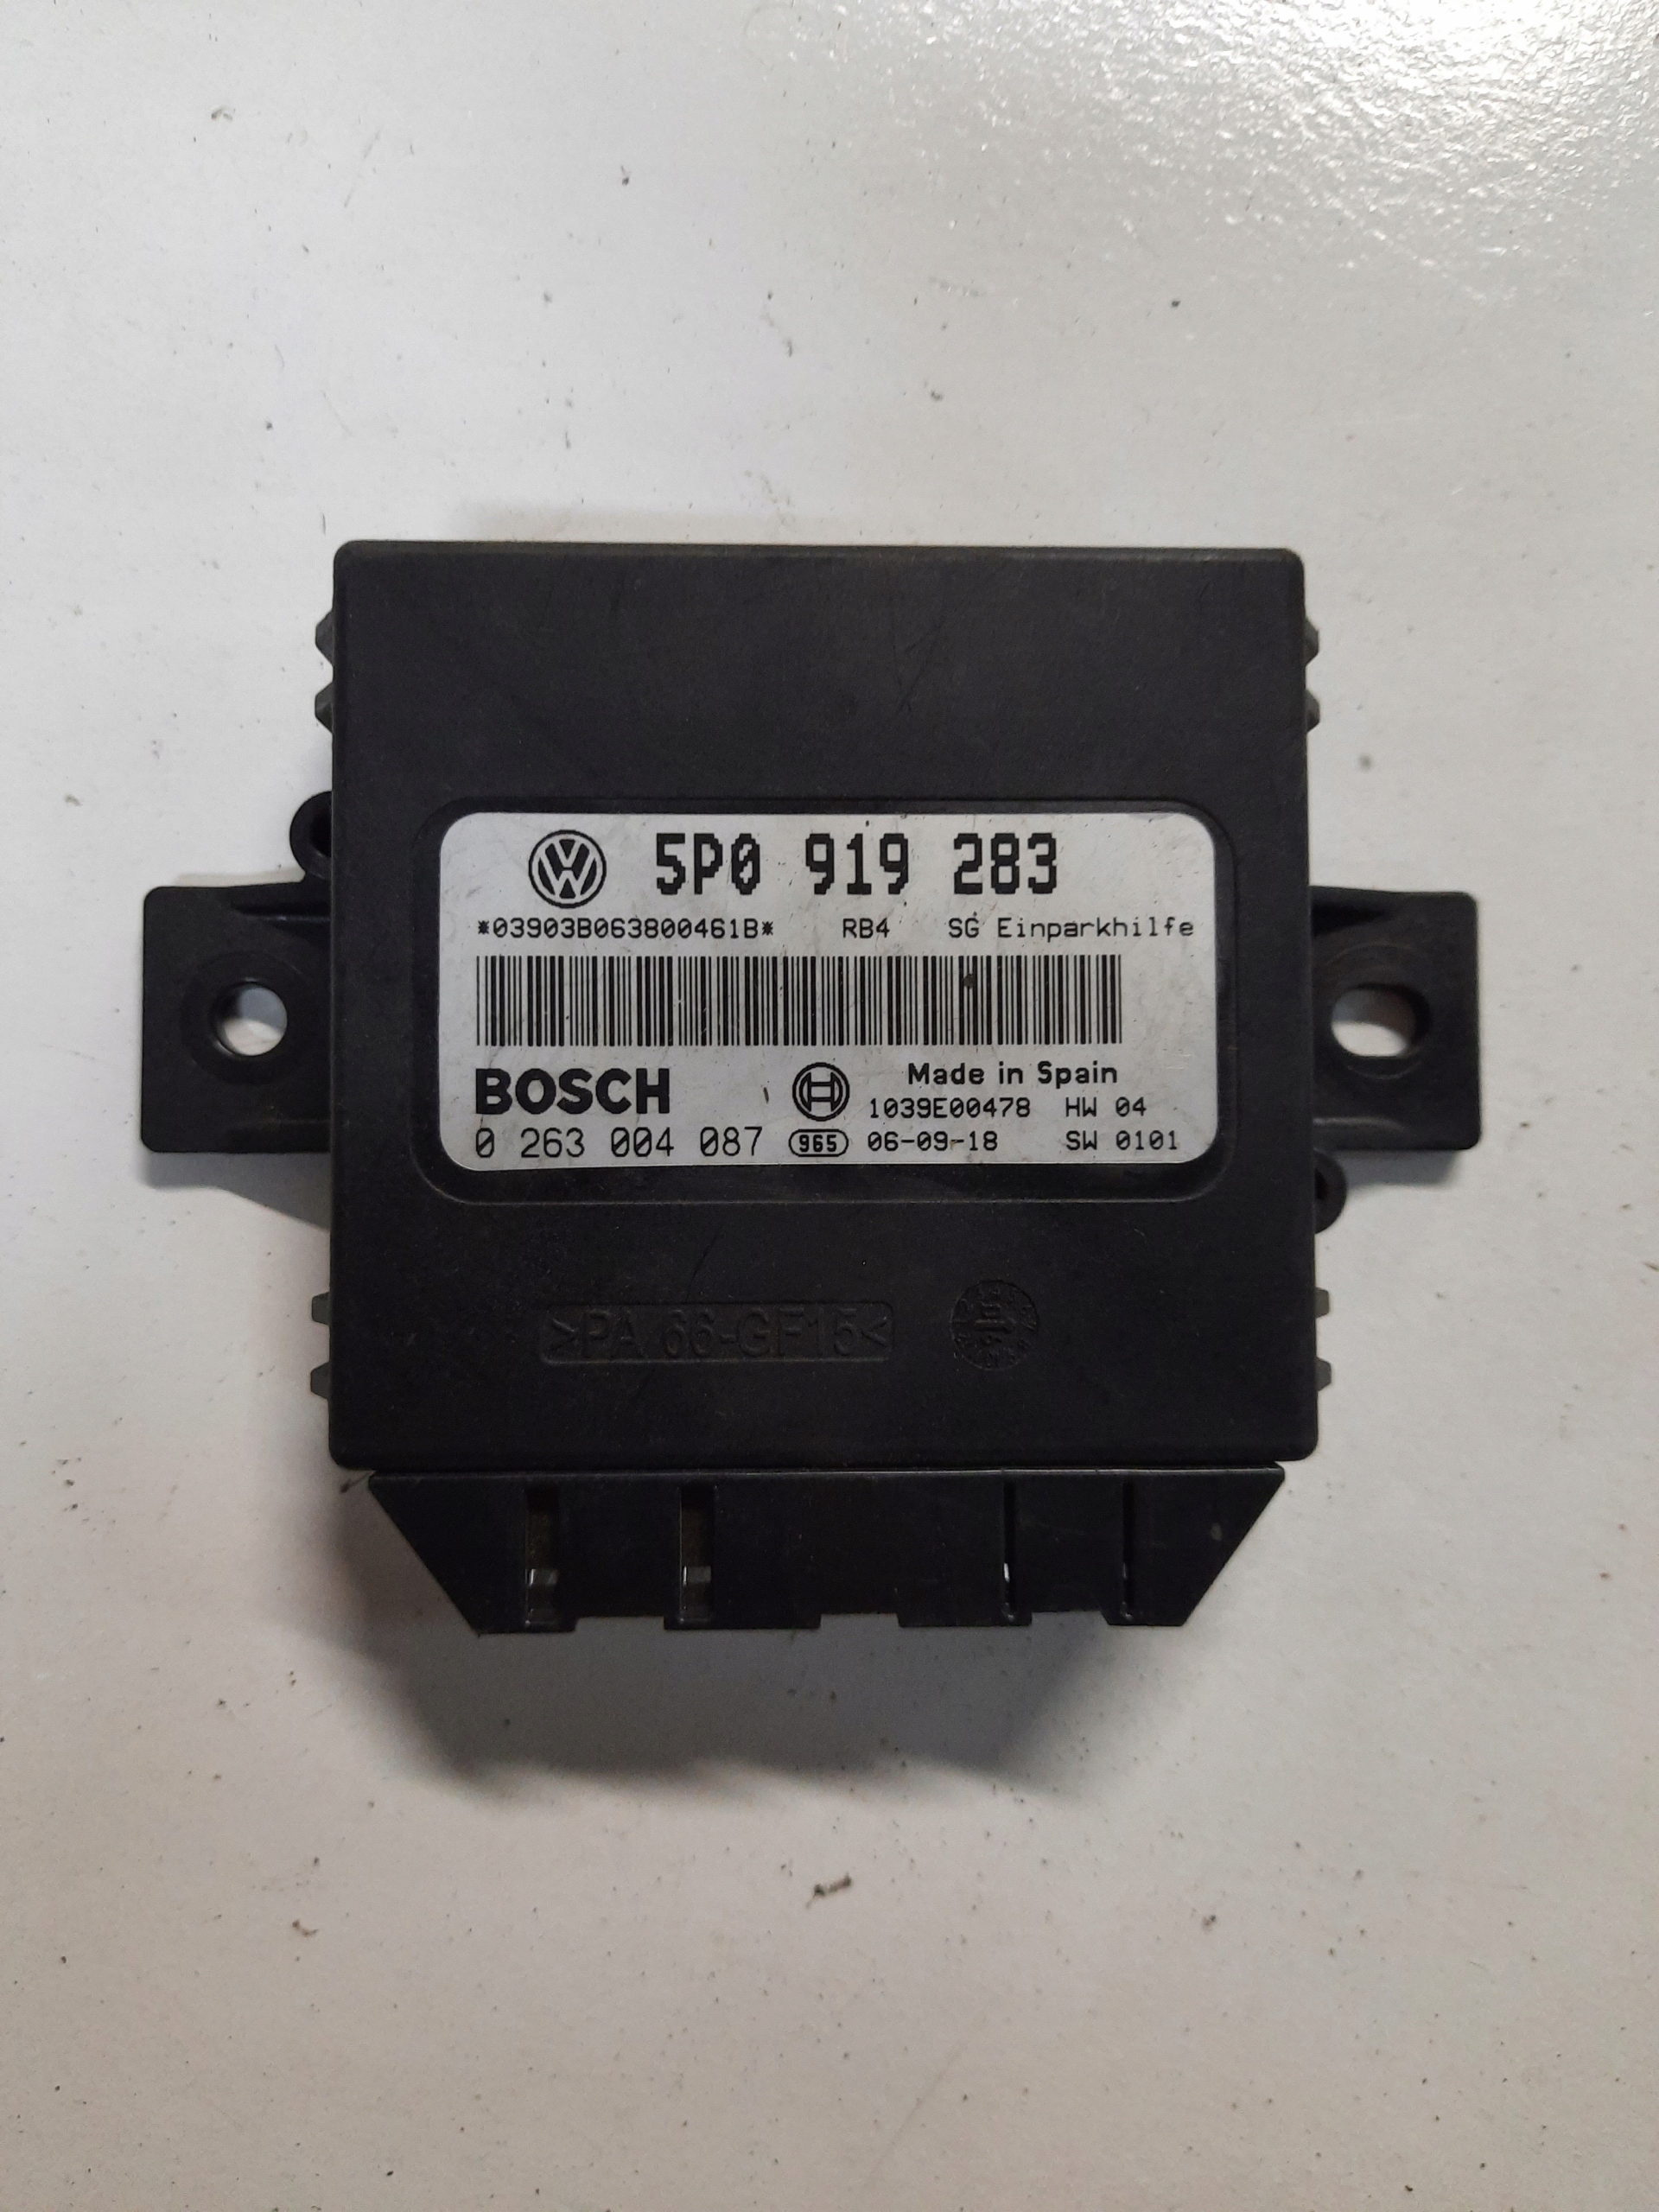 5P0 919 283
*03903B063800461B* RB4 SG Einparkhilfe
BOSCH Made in Spain
1039E00478 HW 04
0 263 004 087 965 06-09-18 SW 0101
>PA 66-GF15<